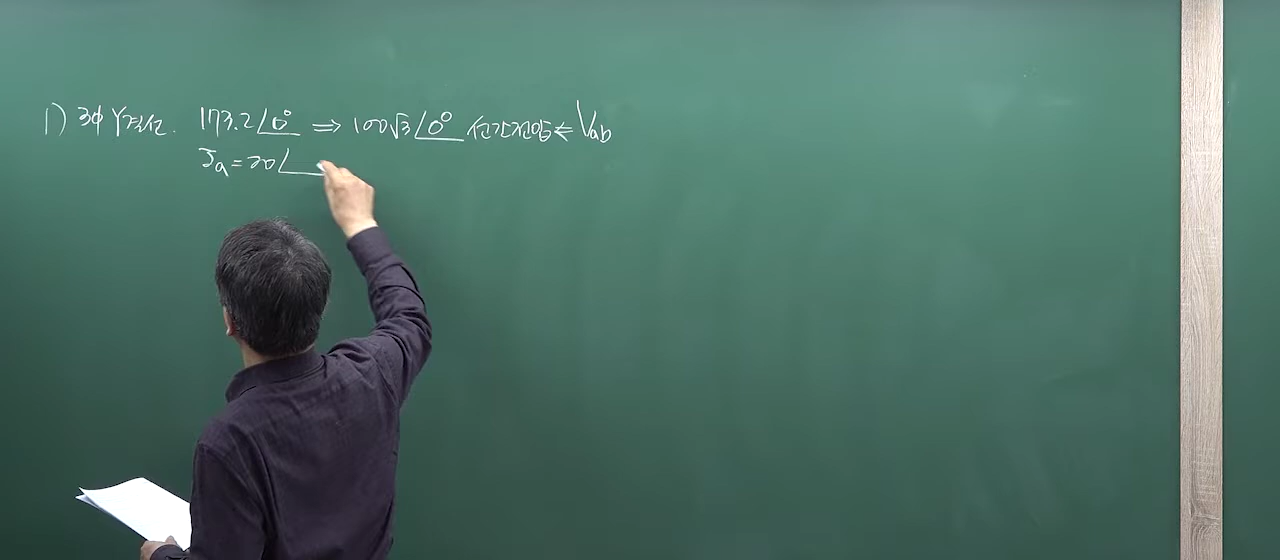 1) 3φ Y결선. 173.2∠0° ⇒ 100√3∠0° 선간전압 ← Vab
Ia = 20∠